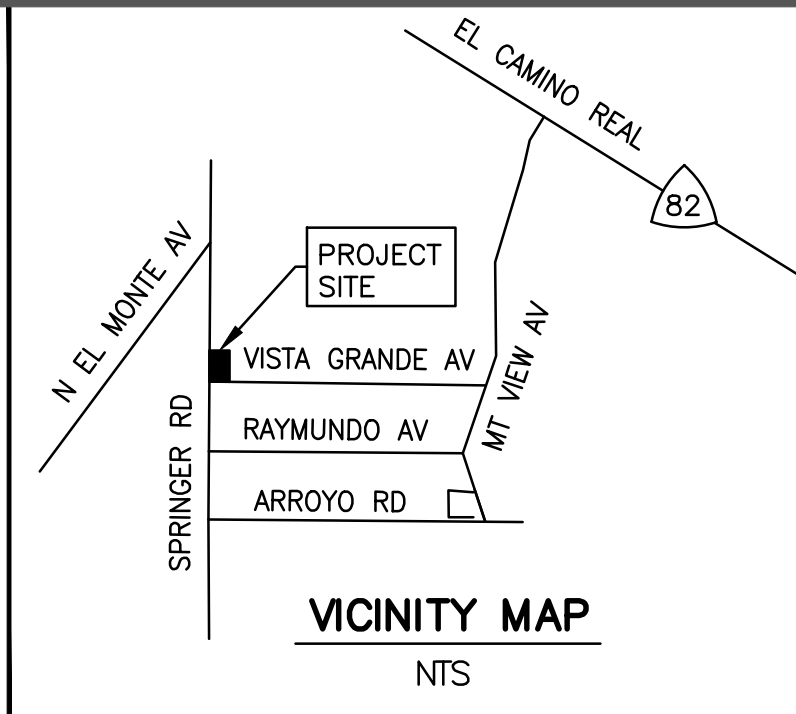 EL CAMINO REAL
82
N EL MONTE AV
PROJECT
SITE
VISTA GRANDE AV
MT VIEW AV
RAYMUNDO AV
SPRINGER RD
ARROYO RD
VICINITY MAP
NTS